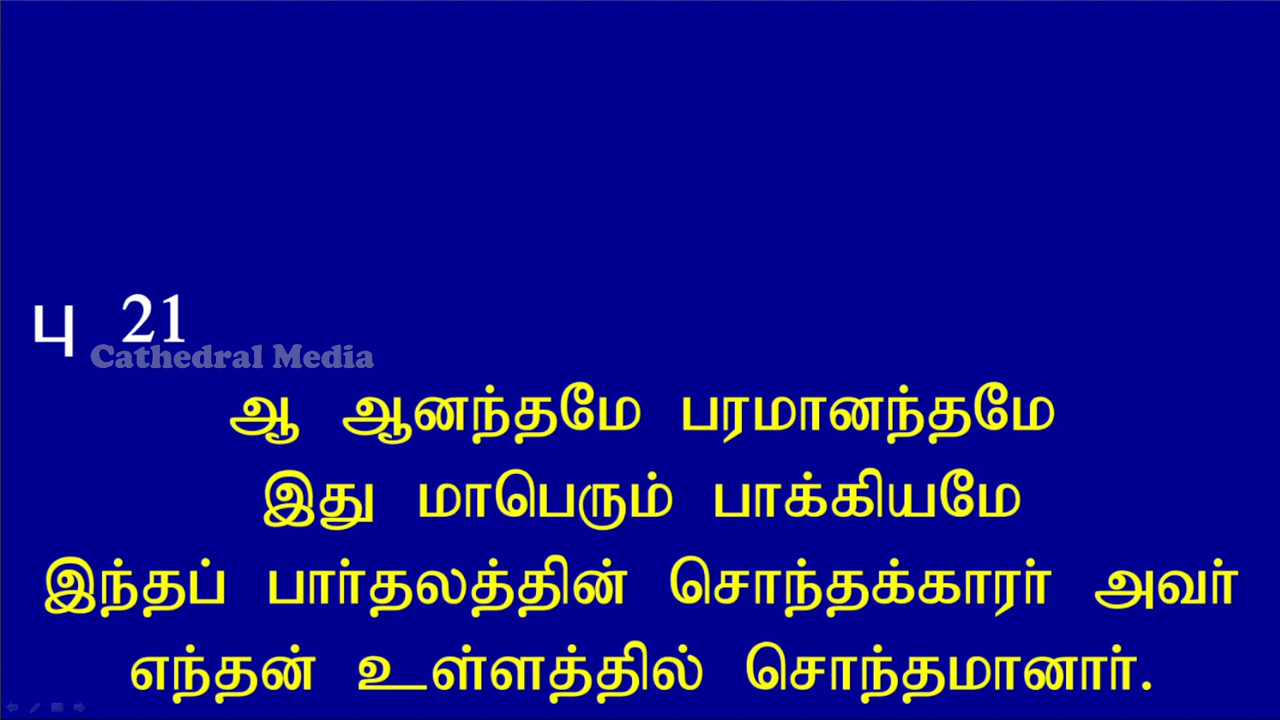 பு 21
Cathedral Media
ஆ ஆனந்தமே பரமானந்தமே
இது மாபெரும் பாக்கியமே
இந்தப் பார்தலத்தின் சொந்தக்காரர் அவர்
எந்தன் உள்ளத்தில் சொந்தமானார்.